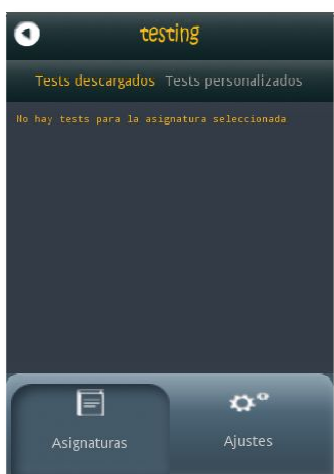 testing
Tests descargados Tests personalizados
No hay tests para la asignatura seleccionada
Asignaturas Ajustes